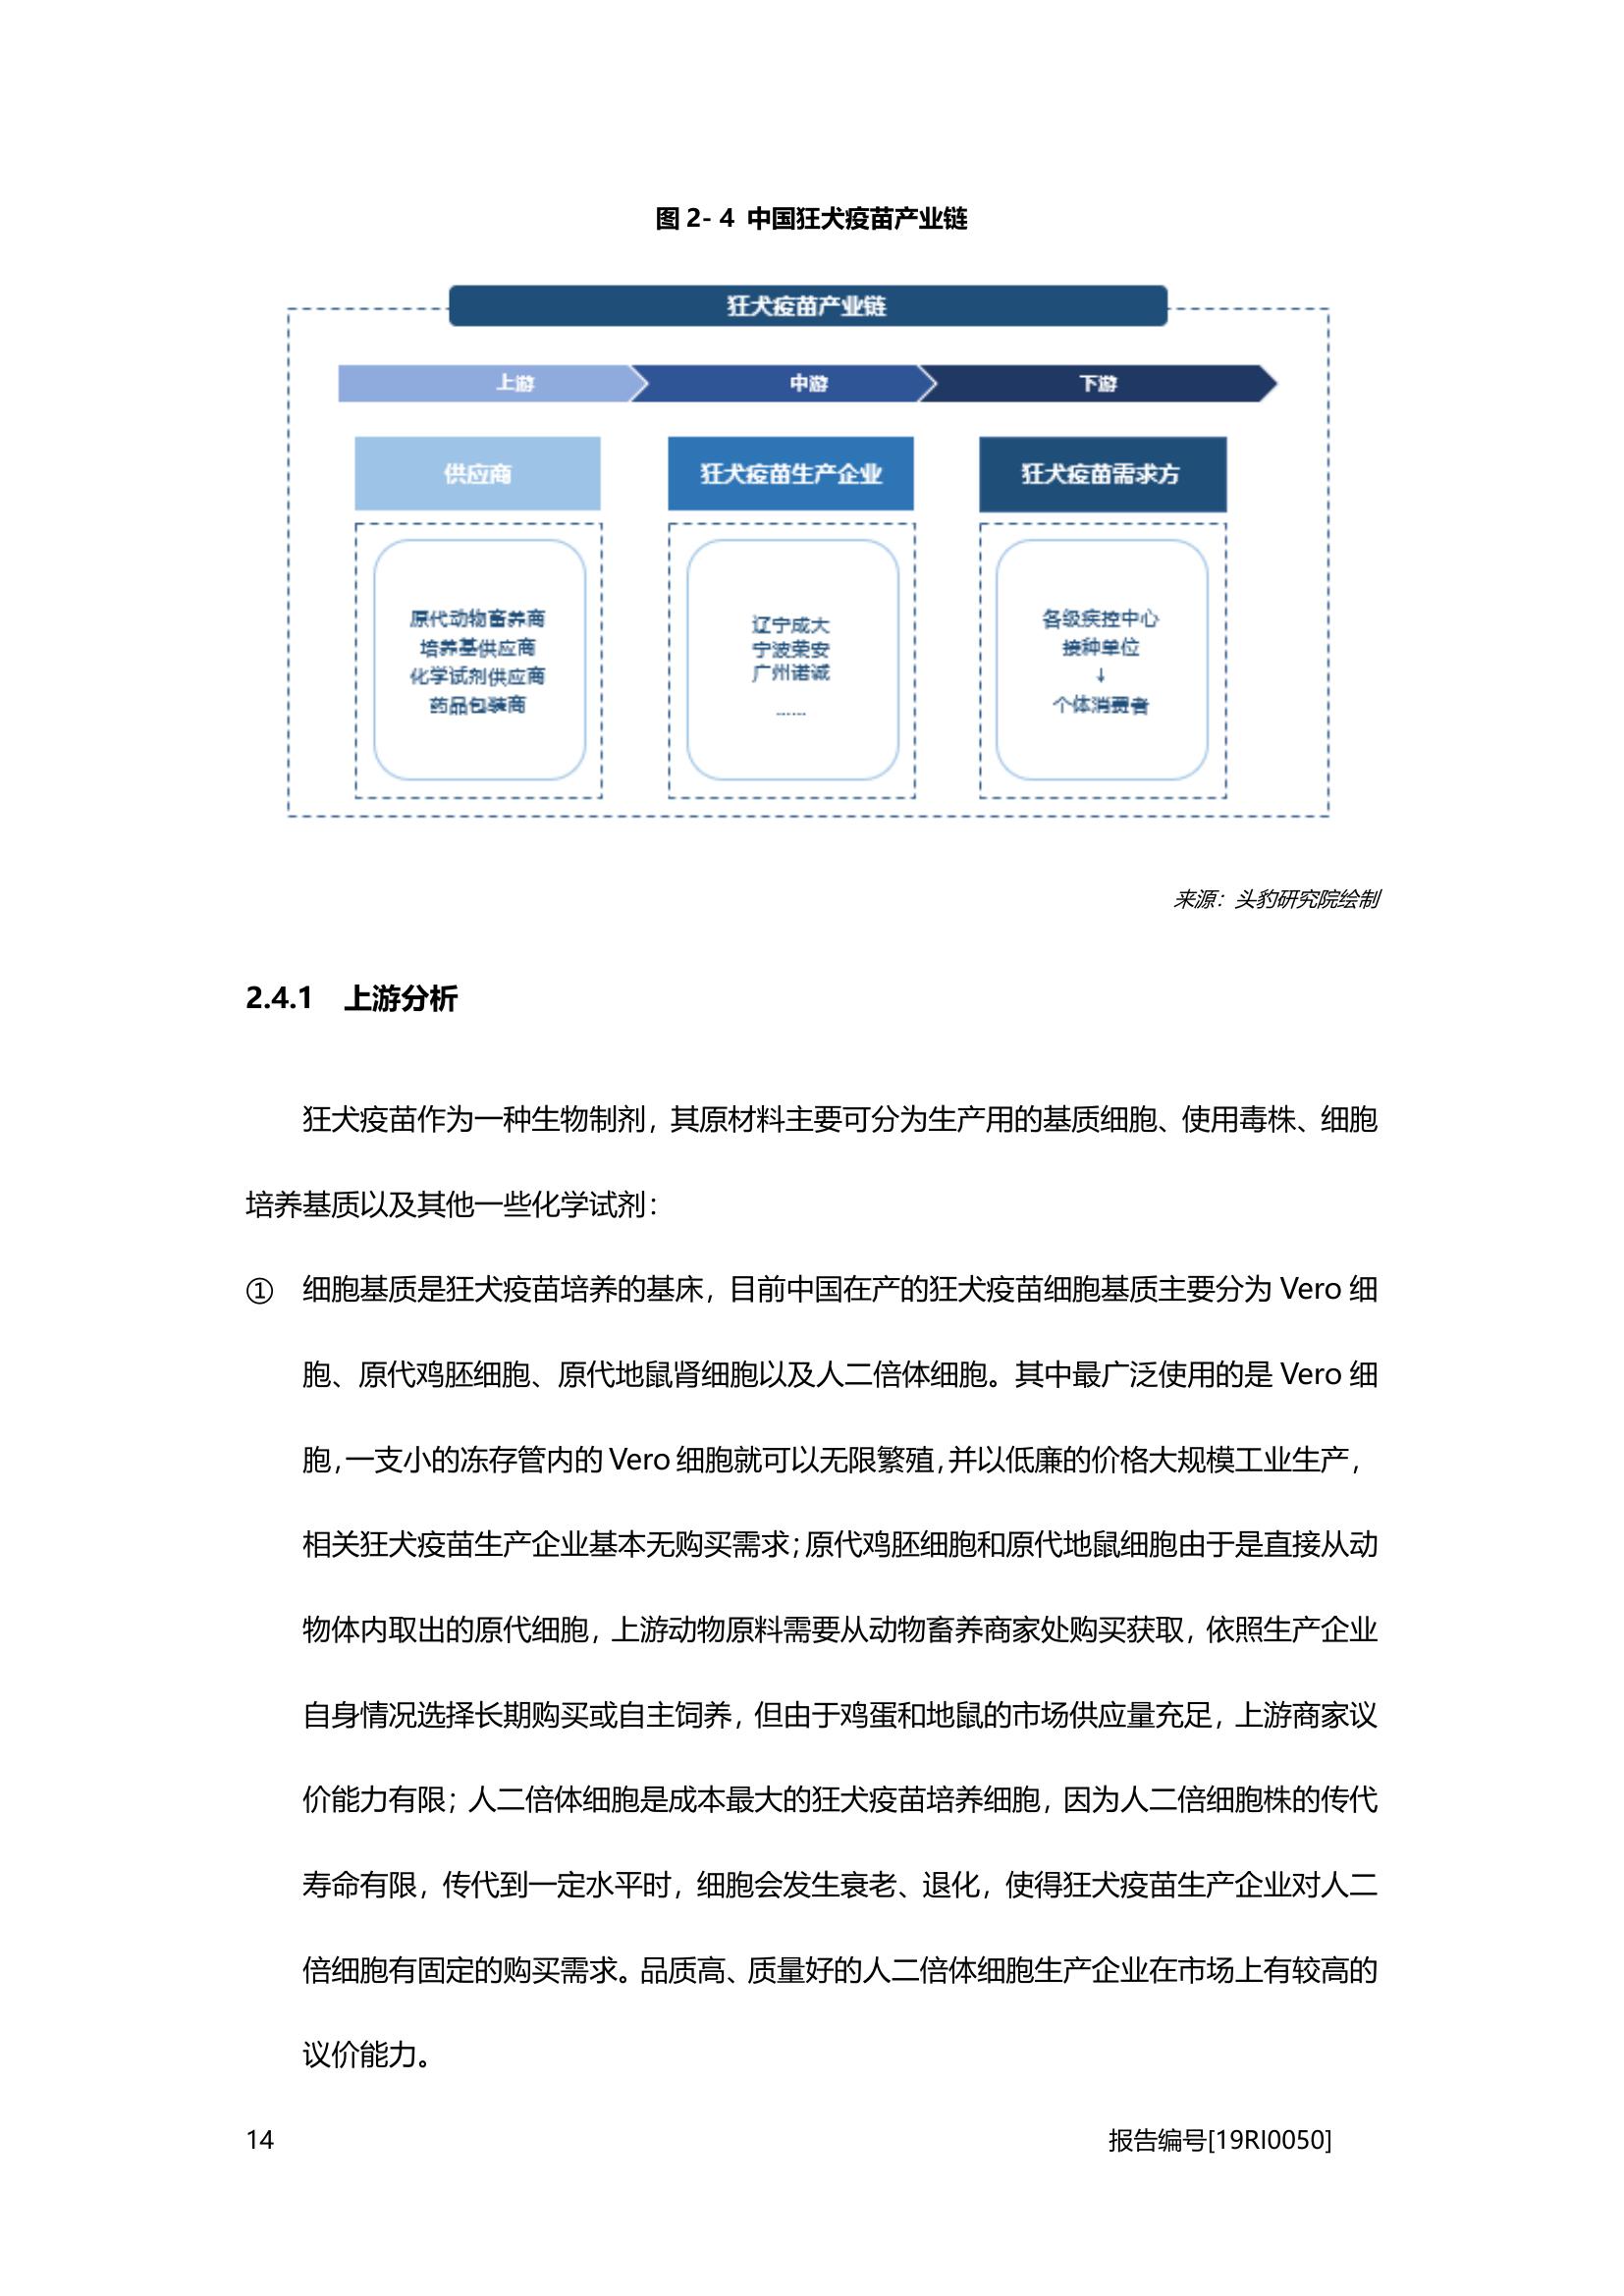 图 2- 4 中国狂犬疫苗产业链
狂犬疫苗产业链
上游
中游
下游
供应商
狂犬疫苗生产企业
狂犬疫苗需求方
原代动物畜养商
培养基供应商
化学试剂供应商
药品包装商
辽宁成大
宁波荣安
广州诺诚
……
各级疾控中心
接种单位
↓
个体消费者
来源：头豹研究院绘制
2.4.1 上游分析
狂犬疫苗作为一种生物制剂，其原材料主要可分为生产用的基质细胞、使用毒株、细胞
培养基质以及其他一些化学试剂：
① 细胞基质是狂犬疫苗培养的基床，目前中国在产的狂犬疫苗细胞基质主要分为 Vero 细
胞、原代鸡胚细胞、原代地鼠肾细胞以及人二倍体细胞。其中最广泛使用的是 Vero 细
胞，一支小的冻存管内的 Vero 细胞就可以无限繁殖，并以低廉的价格大规模工业生产，
相关狂犬疫苗生产企业基本无购买需求；原代鸡胚细胞和原代地鼠细胞由于是直接从动
物体内取出的原代细胞，上游动物原料需要从动物畜养商家处购买获取，依照生产企业
自身情况选择长期购买或自主饲养，但由于鸡蛋和地鼠的市场供应量充足，上游商家议
价能力有限；人二倍体细胞是成本最大的狂犬疫苗培养细胞，因为人二倍细胞株的传代
寿命有限，传代到一定水平时，细胞会发生衰老、退化，使得狂犬疫苗生产企业对人二
倍细胞有固定的购买需求。品质高、质量好的人二倍体细胞生产企业在市场上有较高的
议价能力。
14
报告编号[19RI0050]